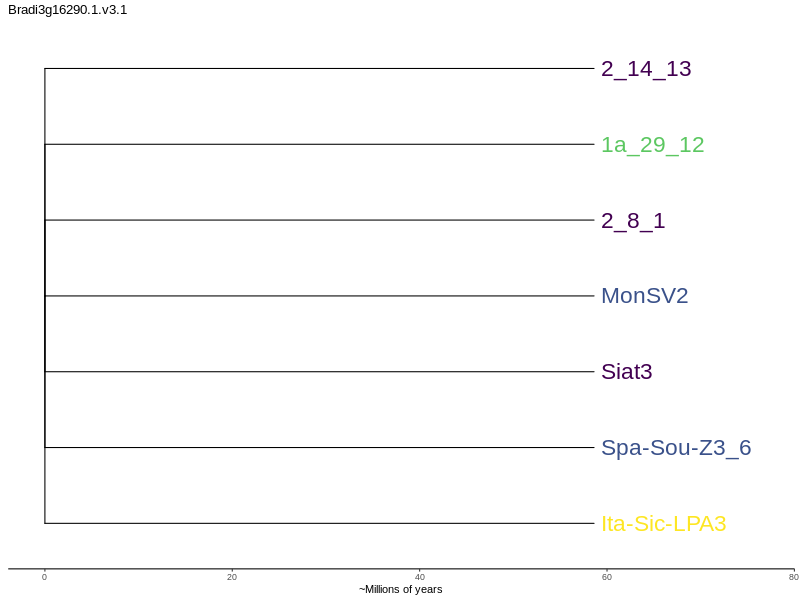 Bradi3g16290.1.v3.1
2_14_13
1a_29_12
2_8_1
MonSV2
Siat3
Spa-Sou-Z3_6
Ita-Sic-LPA3
0 20 40 60 80
~Millions of years